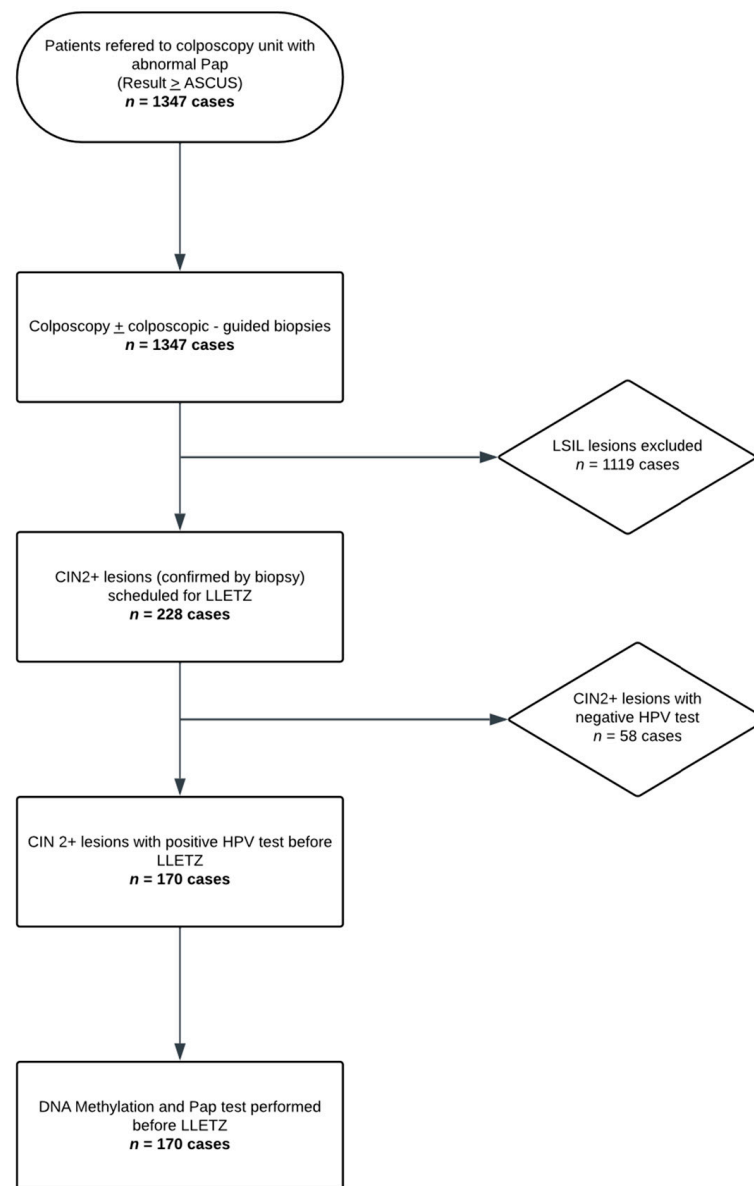 Patients refered to colposcopy unit with
abnormal Pap
(Result ≥ ASCUS)
n = 1347 cases
Colposcopy ± colposcopic - guided biopsies
n = 1347 cases
LSIL lesions excluded
n = 1119 cases
CIN2+ lesions (confirmed by biopsy)
scheduled for LLETZ
n = 228 cases
CIN2+ lesions with
negative HPV test
n = 58 cases
CIN 2+ lesions with positive HPV test before
LLETZ
n = 170 cases
DNA Methylation and Pap test performed
before LLETZ
n = 170 cases